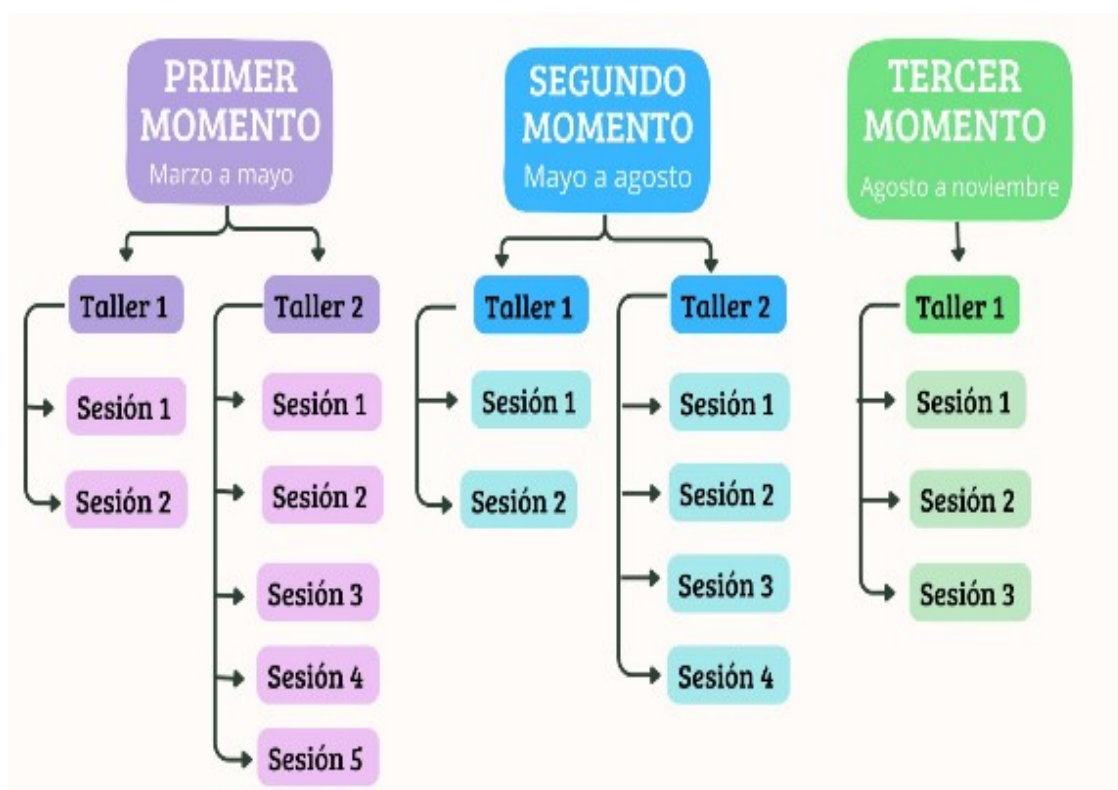 PRIMER
MOMENTO
Marzo a mayo
Taller 1
Sesión 1
Sesión 2
Taller 2
Sesión 1
Sesión 2
Sesión 3
Sesión 4
Sesión 5
SEGUNDO
MOMENTO
Mayo a agosto
Taller 1
Sesión 1
Sesión 2
Taller 2
Sesión 1
Sesión 2
Sesión 3
Sesión 4
TERCER
MOMENTO
Agosto a noviembre
Taller 1
Sesión 1
Sesión 2
Sesión 3